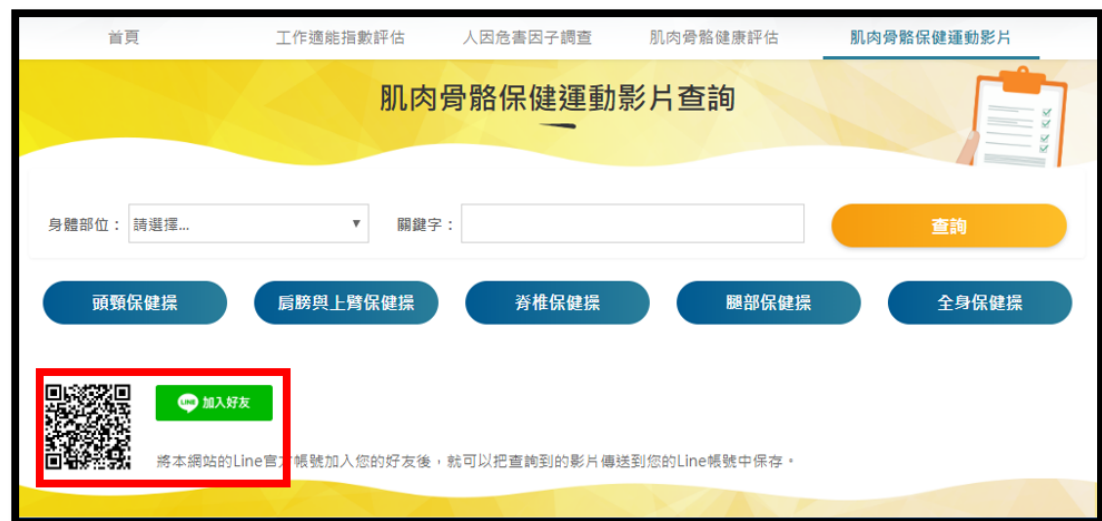 首頁 工作適能指數評估 人因危害因子調查 肌肉骨骼健康評估 肌肉骨骼保健運動影片
肌肉骨骼保健運動影片查詢
身體部位： 請選擇... 關鍵字： 查詢
頭頸保健操 肩膀與上臂保健操 脊椎保健操 腿部保健操 全身保健操
LINE 加入好友
將本網站的Line官方帳號加入您的好友後，就可以把查詢到的影片傳送到您的Line帳號中保存。